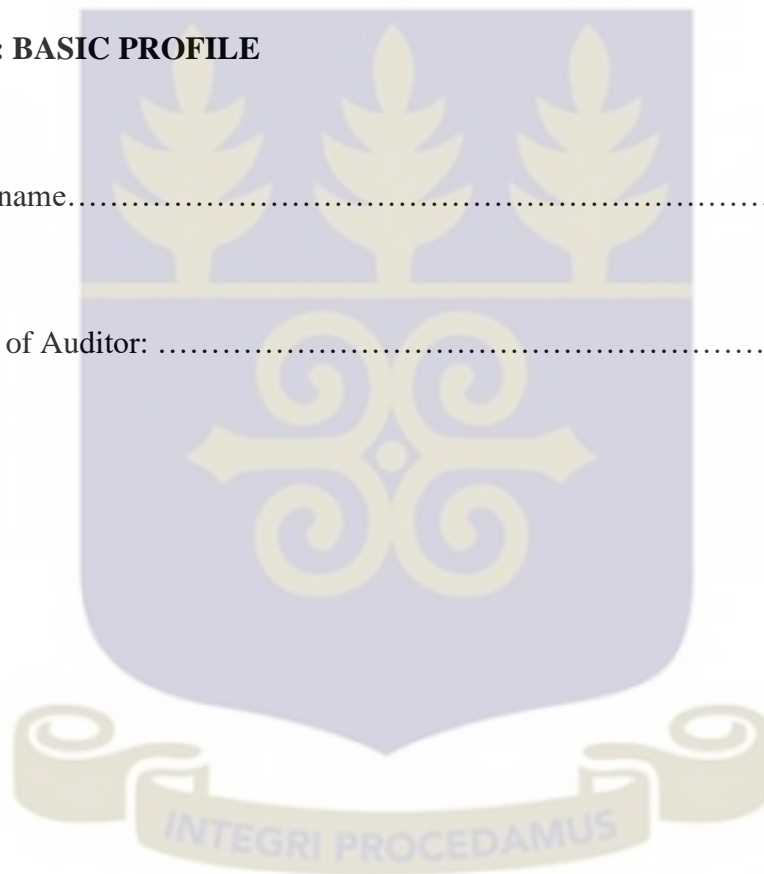 : BASIC PROFILE
name………………………………………………………………
of Auditor: …………………………………………………………
INTEGRI PROCEDAMUS